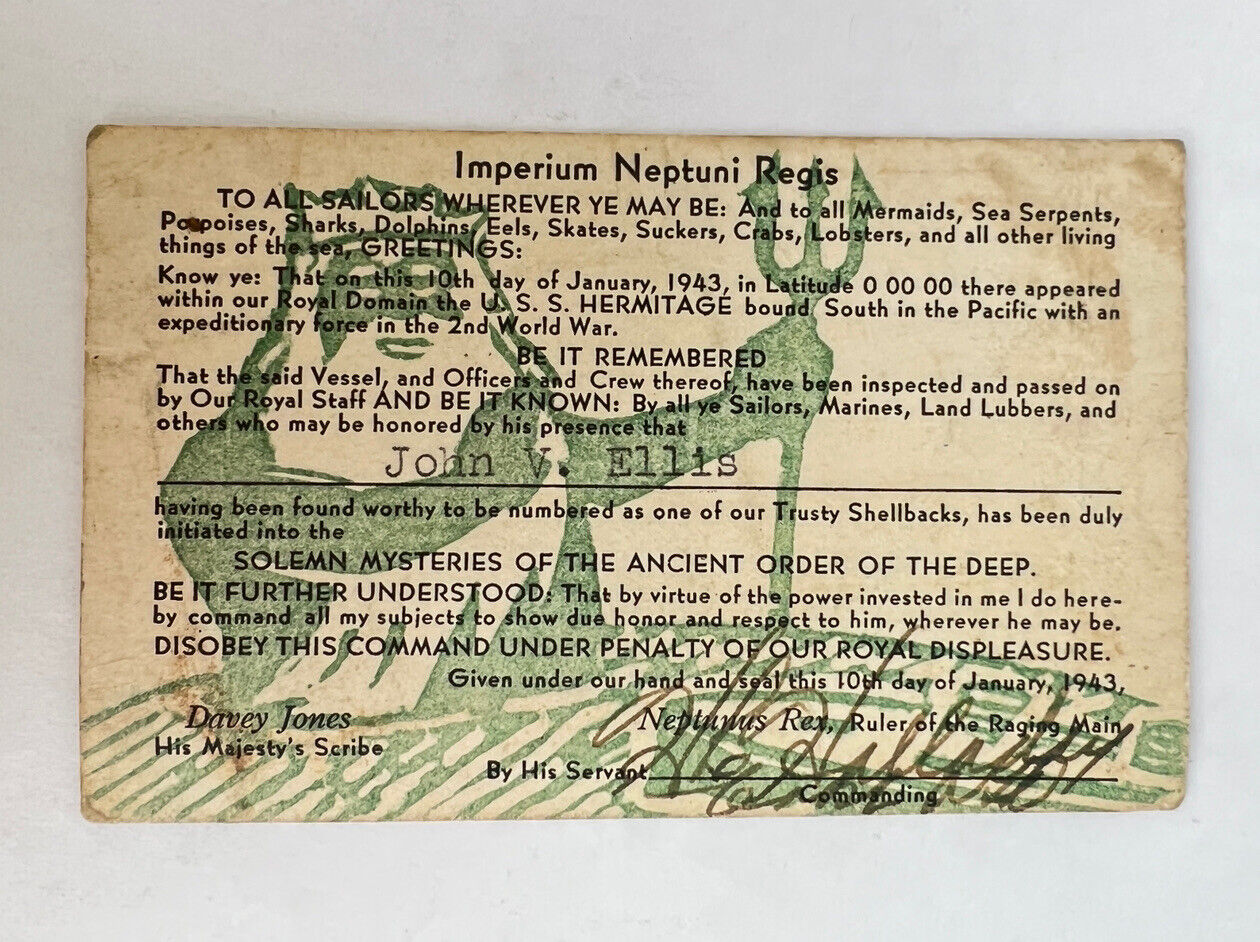 Imperium Neptuni Regis
TO ALL SAILORS WHEREVER YE MAY BE: And to all Mermaids, Sea Serpents,
Porpoises, Sharks, Dolphins, Eels, Skates, Suckers, Crabs, Lobsters, and all other living
things of the sea, GREETINGS:
Know ye: That on this 10th day of January, 1943, in Latitude 0 00 00 there appeared
within our Royal Domain the U. S. S. HERMITAGE bound South in the Pacific with an
expeditionary force in the 2nd World War.
BE IT REMEMBERED
That the said Vessel, and Officers and Crew thereof, have been inspected and passed on
by Our Royal Staff AND BE IT KNOWN: By all ye Sailors, Marines, Land Lubbers, and
others who may be honored by his presence that
John V. Ellis
having been found worthy to be numbered as one of our Trusty Shellbacks, has been duly
initiated into the
SOLEMN MYSTERIES OF THE ANCIENT ORDER OF THE DEEP.
BE IT FURTHER UNDERSTOOD: That by virtue of the power invested in me I do here-
by command all my subjects to show due honor and respect to him, wherever he may be.
DISOBEY THIS COMMAND UNDER PENALTY OF OUR ROYAL DISPLEASURE.
Given under our hand and seal this 10th day of January, 1943,
Davey Jones Neptunus Rex, Ruler of the Raging Main
His Majesty's Scribe
By His Servant
Commanding